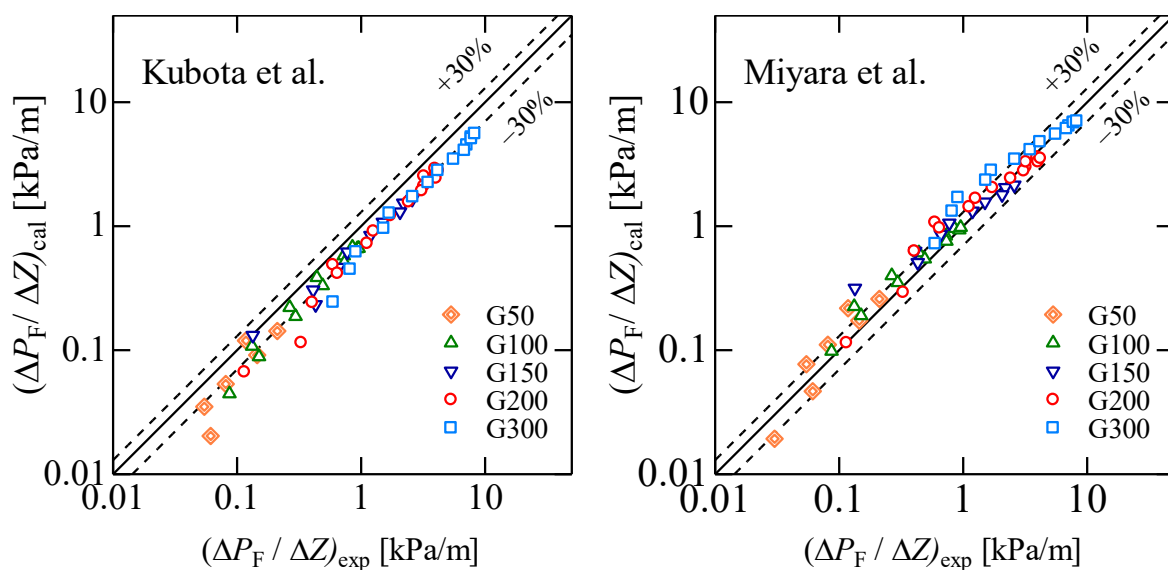 Kubota et al.
+30%
−30%
(ΔP_F / ΔZ)_cal [kPa/m]
10
1
0.1
0.01
G50
G100
G150
G200
G300
0.01 0.1 1 10
(ΔP_F / ΔZ)_exp [kPa/m]
Miyara et al.
+30%
−30%
(ΔP_F / ΔZ)_cal [kPa/m]
10
1
0.1
0.01
G50
G100
G150
G200
G300
0.01 0.1 1 10
(ΔP_F / ΔZ)_exp [kPa/m]